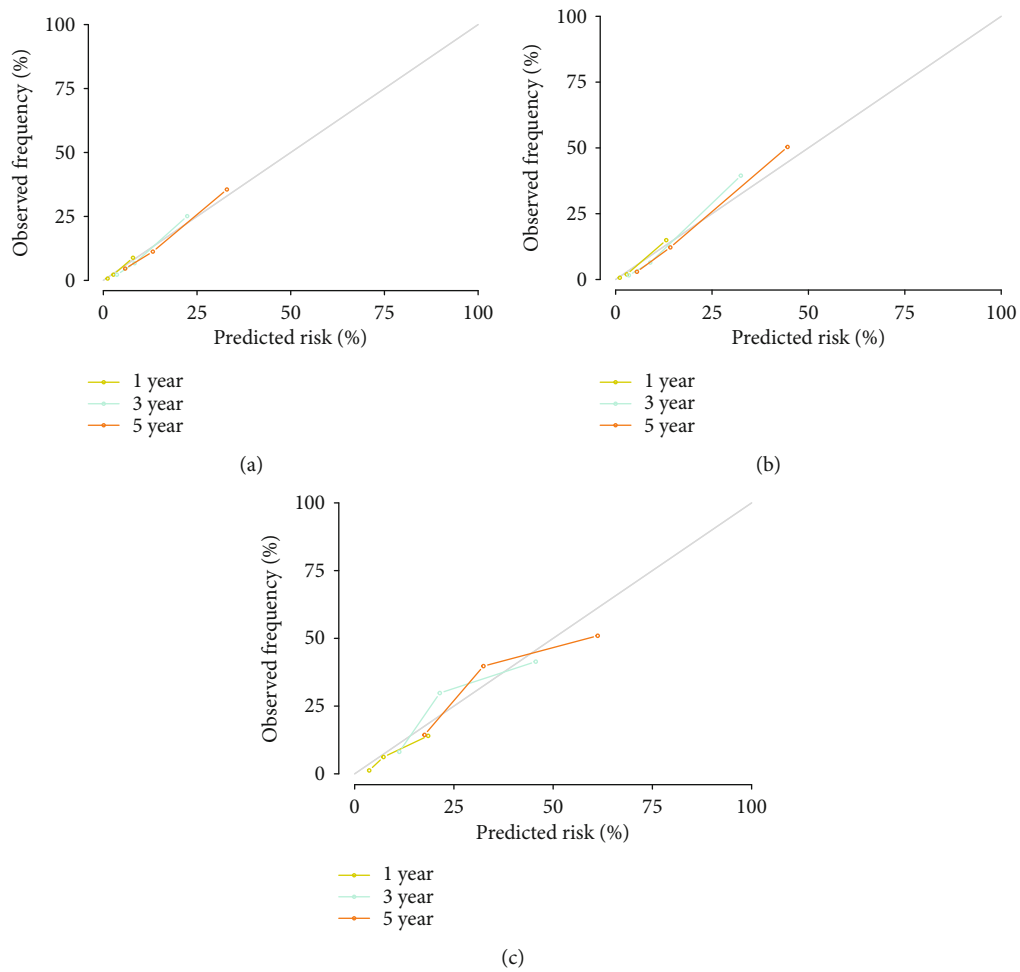 100
75
50
25
0
Observed frequency (%)
0 25 50 75 100
Predicted risk (%)
1 year
3 year
5 year
(a)
100
75
50
25
0
Observed frequency (%)
0 25 50 75 100
Predicted risk (%)
1 year
3 year
5 year
(b)
100
75
50
25
0
Observed frequency (%)
0 25 50 75 100
Predicted risk (%)
1 year
3 year
5 year
(c)